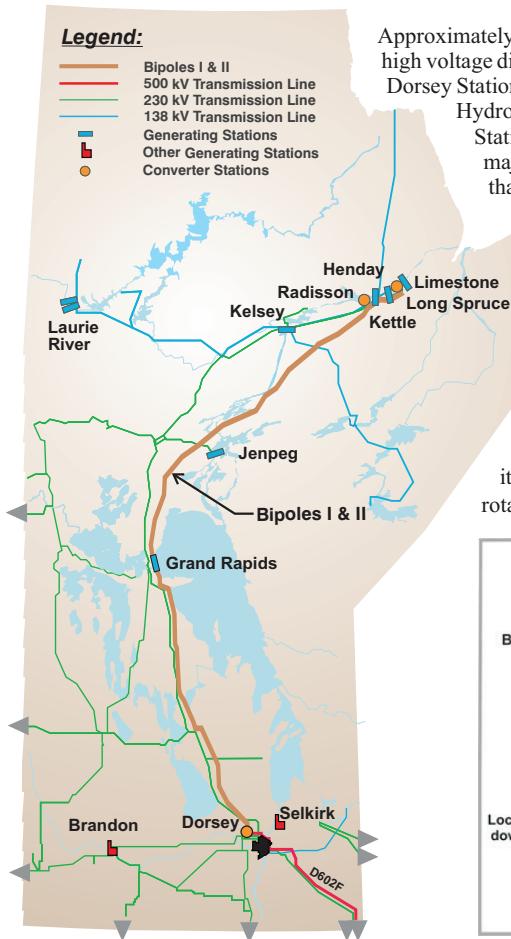 Legend:
Bipoles I & II
500 kV Transmission Line
230 kV Transmission Line
138 kV Transmission Line
Generating Stations
Other Generating Stations
Converter Stations
Approximately
high voltage di
Dorsey Station
Hydro
Stati
maj
tha
Henday
Limestone
Radisson
Long Spruce
Kelsey
Kettle
Laurie
River
Jenpeg
it
rota
Bipoles I & II
Grand Rapids
B
Selkirk
Dorsey
Brandon
Loc
dov
D602F